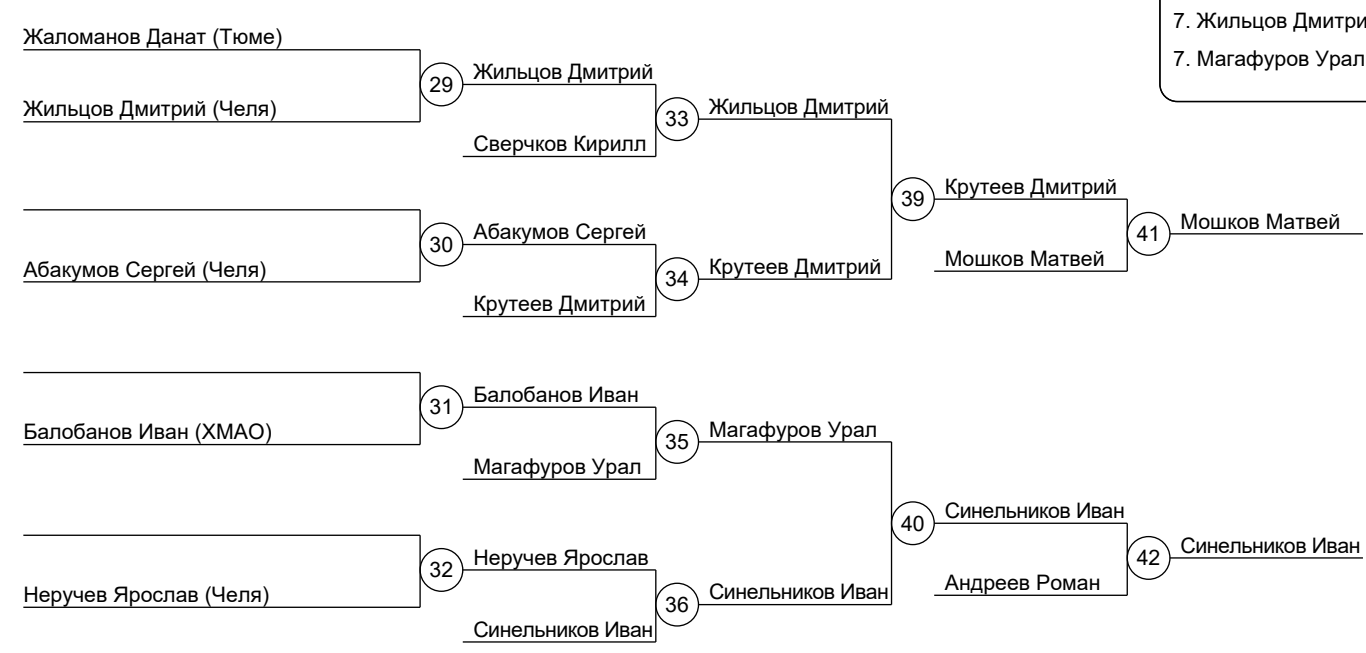 7. Жильцов Дмитри
7. Магафуров Урал
Жаломанов Данат (Тюме)
Жильцов Дмитрий (Челя)
29
Жильцов Дмитрий
Сверчков Кирилл
33
Жильцов Дмитрий
Абакумов Сергей (Челя)
30
Абакумов Сергей
Крутеев Дмитрий
34
Крутеев Дмитрий
39
Крутеев Дмитрий
Мошков Матвей
41
Мошков Матвей
Балобанов Иван (ХМАО)
31
Балобанов Иван
Магафуров Урал
35
Магафуров Урал
Неручев Ярослав (Челя)
32
Неручев Ярослав
Синельников Иван
36
Синельников Иван
40
Синельников Иван
Андреев Роман
42
Синельников Иван